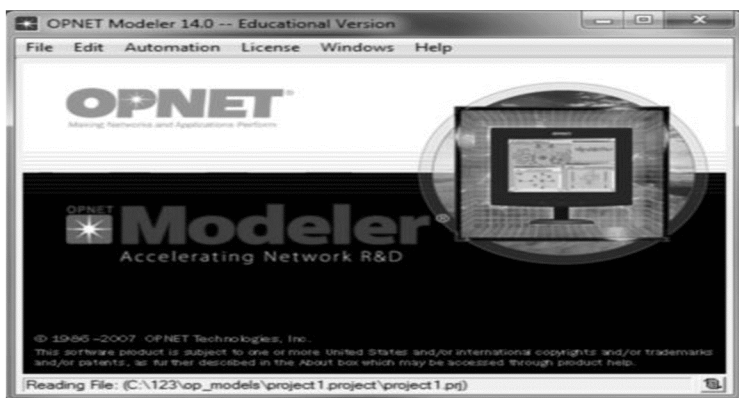 OPNET Modeler 14.0 -- Educational Version
File Edit Automation License Windows Help
OPNET®
Making Networks and Applications Perform
OPNET
Modeler®
Accelerating Network R&D
© 1986-2007 OPNET Technologies, Inc.
This software product is subject to one or more United States and/or international copyrights and/or trademarks
and/or patents, as further described in the About box which may be accessed through product help.
Reading File: (C:\123\op_models\project1.project\project1.prj)